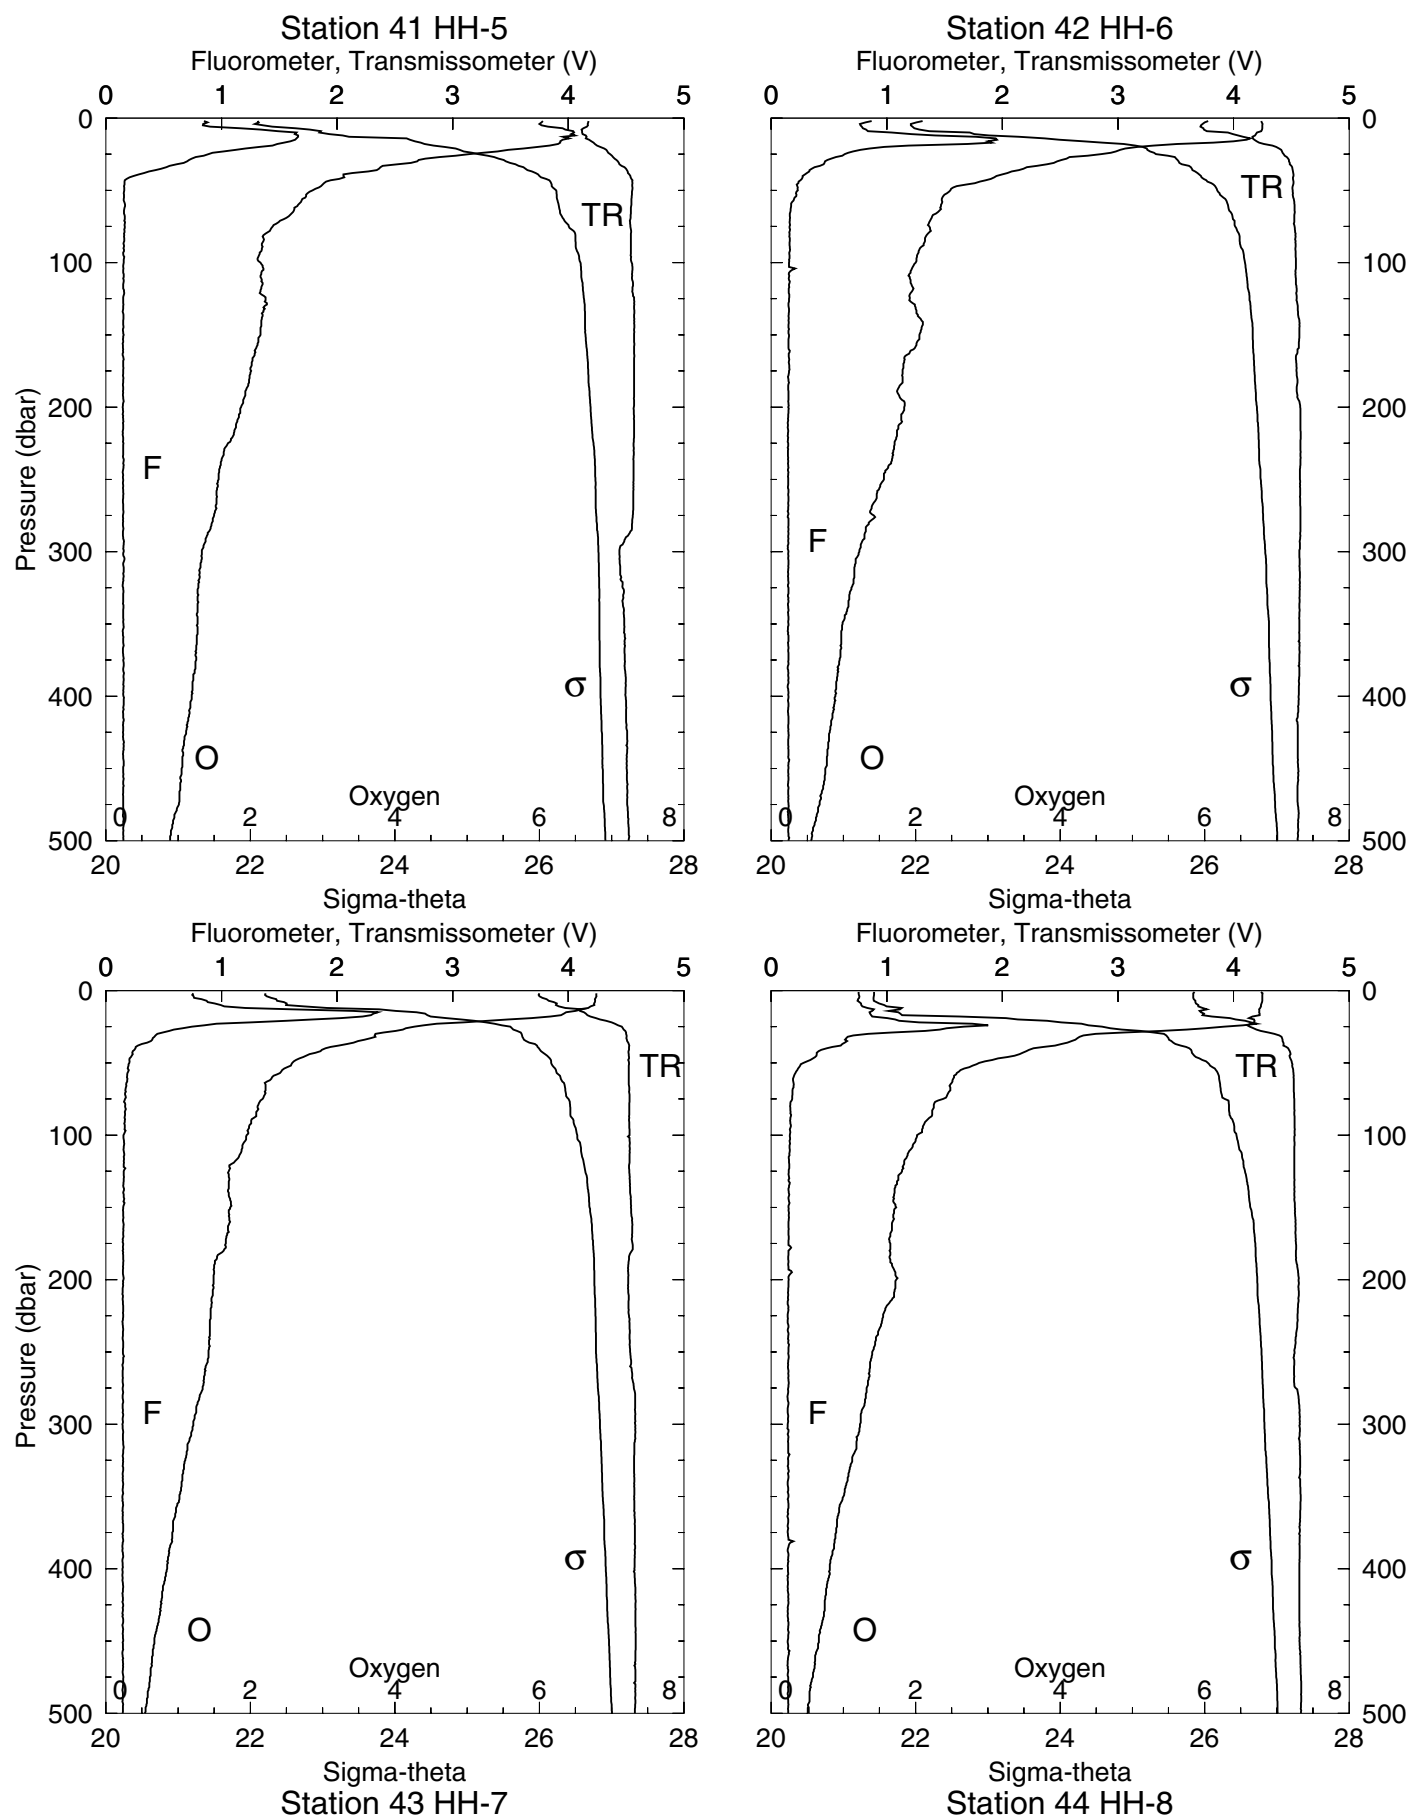 Station 41 HH-5
Fluorometer, Transmissometer (V)
0 1 2 3 4 5
0
100
200
300
400
500
Pressure (dbar)
TR
F
σ
O
Oxygen
0 2 4 6 8
20 22 24 26 28
Sigma-theta
Station 42 HH-6
Fluorometer, Transmissometer (V)
0 1 2 3 4 5
0
100
200
300
400
500
TR
F
σ
O
Oxygen
0 2 4 6 8
20 22 24 26 28
Sigma-theta
Fluorometer, Transmissometer (V)
0 1 2 3 4 5
0
100
200
300
400
500
Pressure (dbar)
TR
F
σ
O
Oxygen
0 2 4 6 8
20 22 24 26 28
Sigma-theta
Station 43 HH-7
Fluorometer, Transmissometer (V)
0 1 2 3 4 5
0
100
200
300
400
500
TR
F
σ
O
Oxygen
0 2 4 6 8
20 22 24 26 28
Sigma-theta
Station 44 HH-8